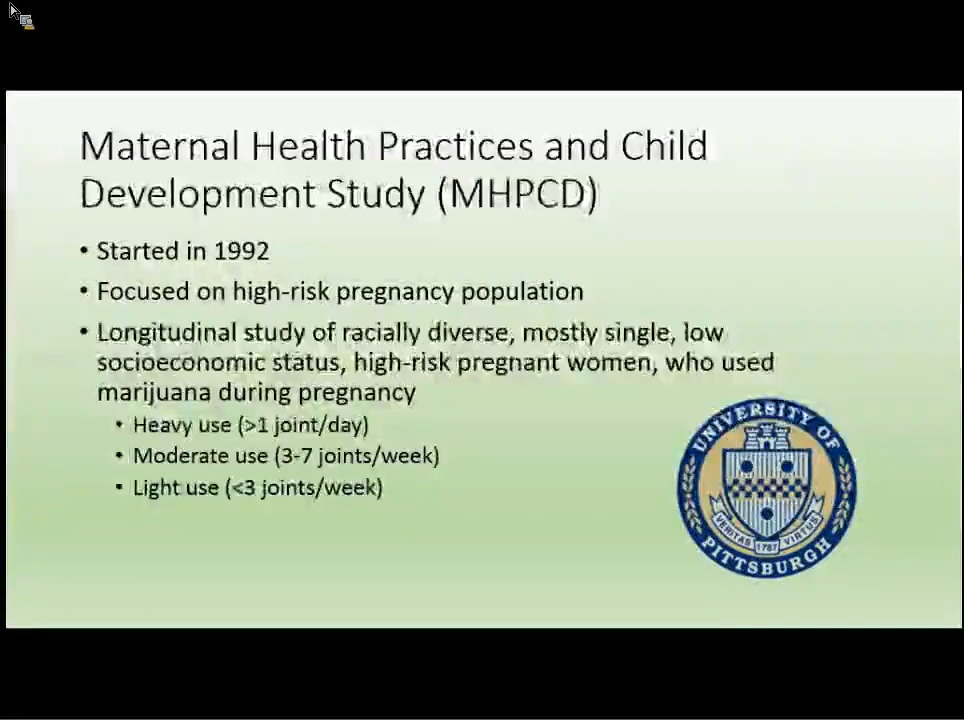 Maternal Health Practices and Child
Development Study (MHPCD)
• Started in 1992
• Focused on high-risk pregnancy population
• Longitudinal study of racially diverse, mostly single, low
socioeconomic status, high-risk pregnant women, who used
marijuana during pregnancy
• Heavy use (>1 joint/day)
• Moderate use (3-7 joints/week)
• Light use (<3 joints/week)
UNIVERSITY OF
VERITAS 1787 VIRTUS
PITTSBURGH